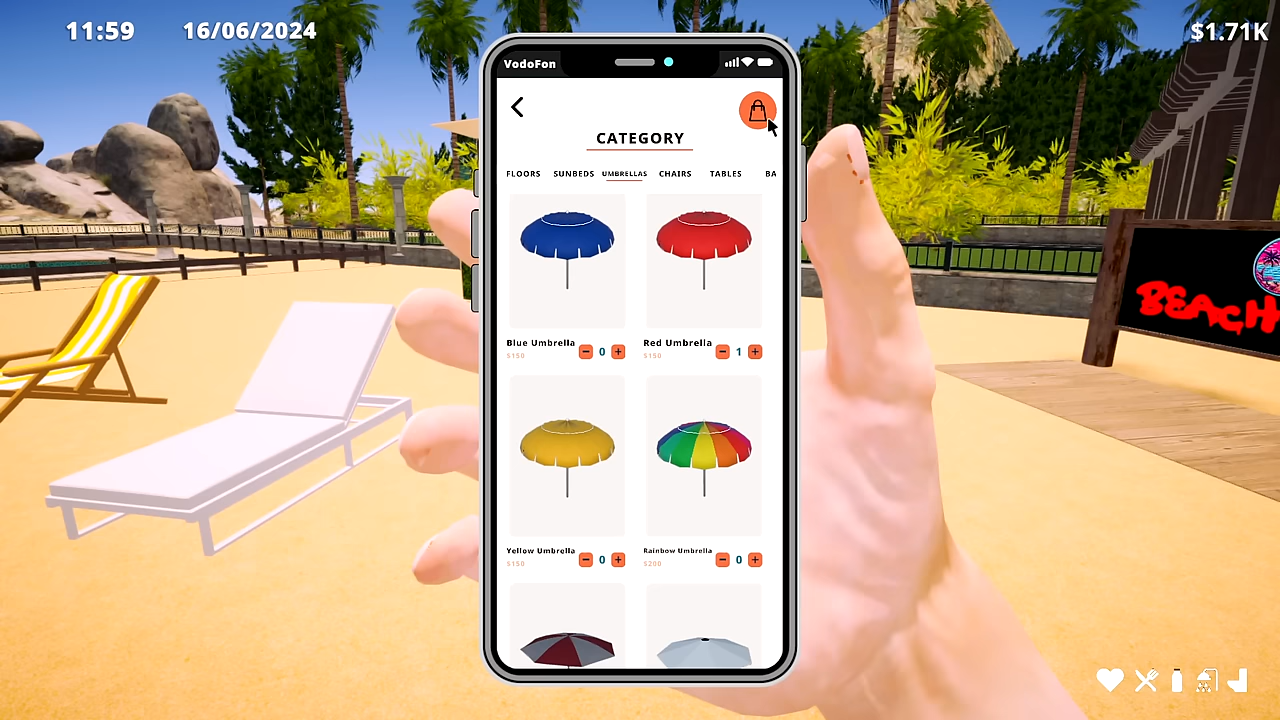 11:59 16/06/2024
$1.71K
VodoFon
CATEGORY
FLOORS SUNBEDS UMBRELLAS CHAIRS TABLES BA
Blue Umbrella
$150
- 0 +
Red Umbrella
$150
- 1 +
Yellow Umbrella
$150
- 0 +
Rainbow Umbrella
$200
- 0 +
BEACH